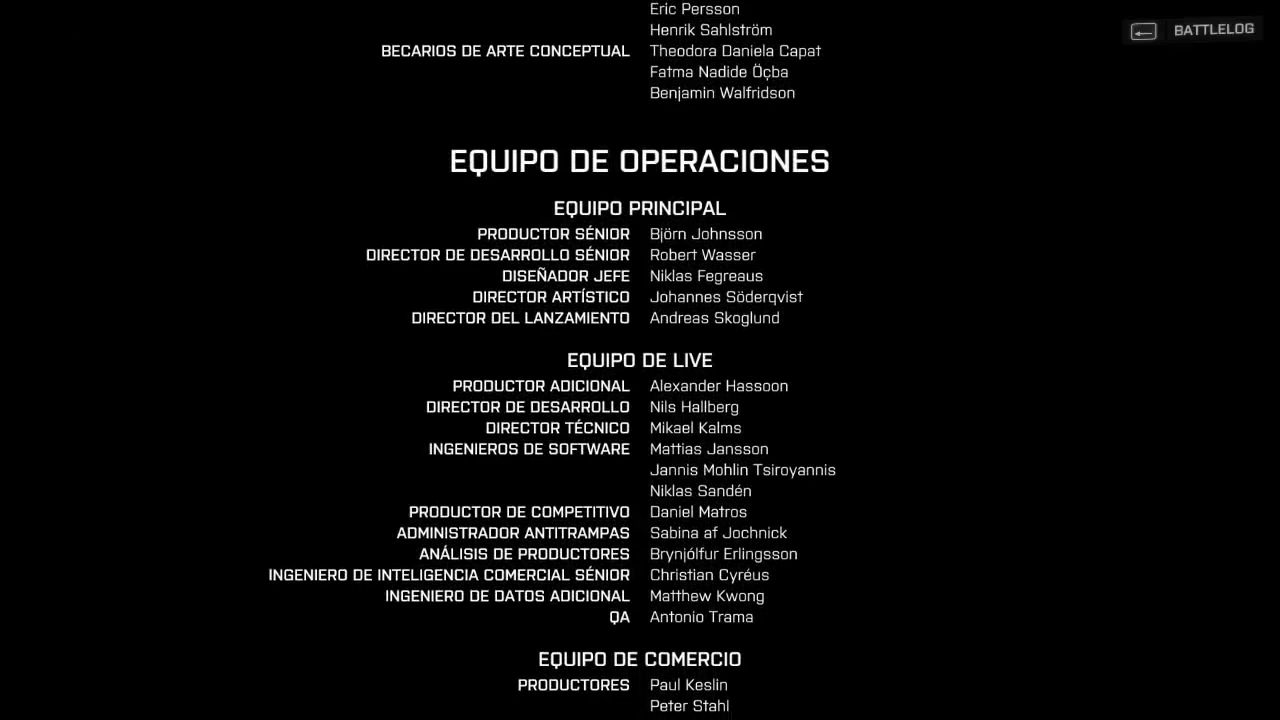 Eric Persson
Henrik Sahlström
BATTLELOG
BECARIOS DE ARTE CONCEPTUAL Theodora Daniela Capat
Fatma Nadide Öçba
Benjamin Walfridson
EQUIPO DE OPERACIONES
EQUIPO PRINCIPAL
PRODUCTOR SÉNIOR Björn Johnsson
DIRECTOR DE DESARROLLO SÉNIOR Robert Wasser
DISEÑADOR JEFE Niklas Fegreaus
DIRECTOR ARTÍSTICO Johannes Söderqvist
DIRECTOR DEL LANZAMIENTO Andreas Skoglund
EQUIPO DE LIVE
PRODUCTOR ADICIONAL Alexander Hassoon
DIRECTOR DE DESARROLLO Nils Hallberg
DIRECTOR TÉCNICO Mikael Kalms
INGENIEROS DE SOFTWARE Mattias Jansson
Jannis Mohlin Tsiroyannis
Niklas Sandén
PRODUCTOR DE COMPETITIVO Daniel Matros
ADMINISTRADOR ANTITRAMPAS Sabina af Jochnick
ANÁLISIS DE PRODUCTORES Brynjólfur Erlingsson
INGENIERO DE INTELIGENCIA COMERCIAL SÉNIOR Christian Cyréus
INGENIERO DE DATOS ADICIONAL Matthew Kwong
QA Antonio Trama
EQUIPO DE COMERCIO
PRODUCTORES Paul Keslin
Peter Stahl